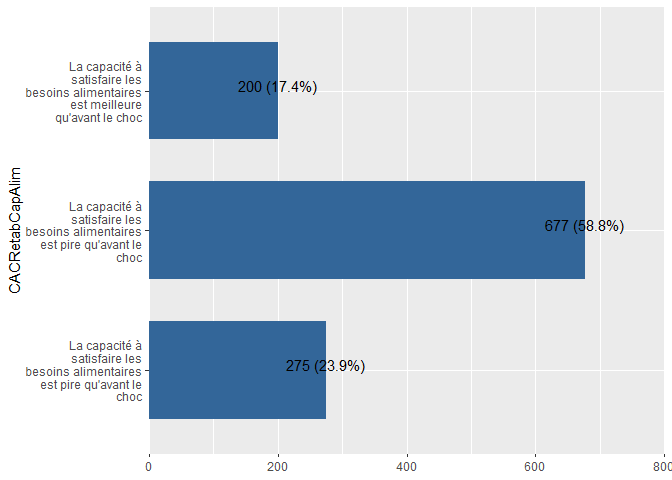 CACRetabCapAlim
La capacité à
satisfaire les
besoins alimentaires
est meilleure
qu'avant le choc
200 (17.4%)
La capacité à
satisfaire les
besoins alimentaires
est pire qu'avant le
choc
677 (58.8%)
La capacité à
satisfaire les
besoins alimentaires
est pire qu'avant le
choc
275 (23.9%)
0 200 400 600 800